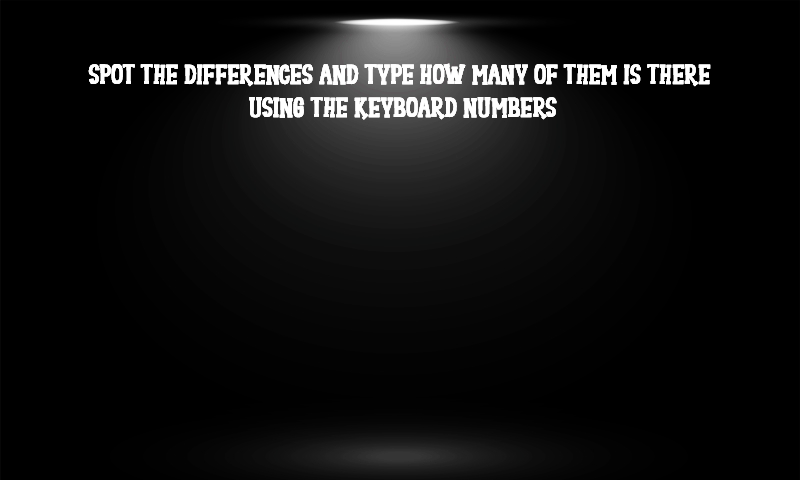 SPOT THE DIFFERENCES AND TYPE HOW MANY OF THEM IS THERE
USING THE KEYBOARD NUMBERS